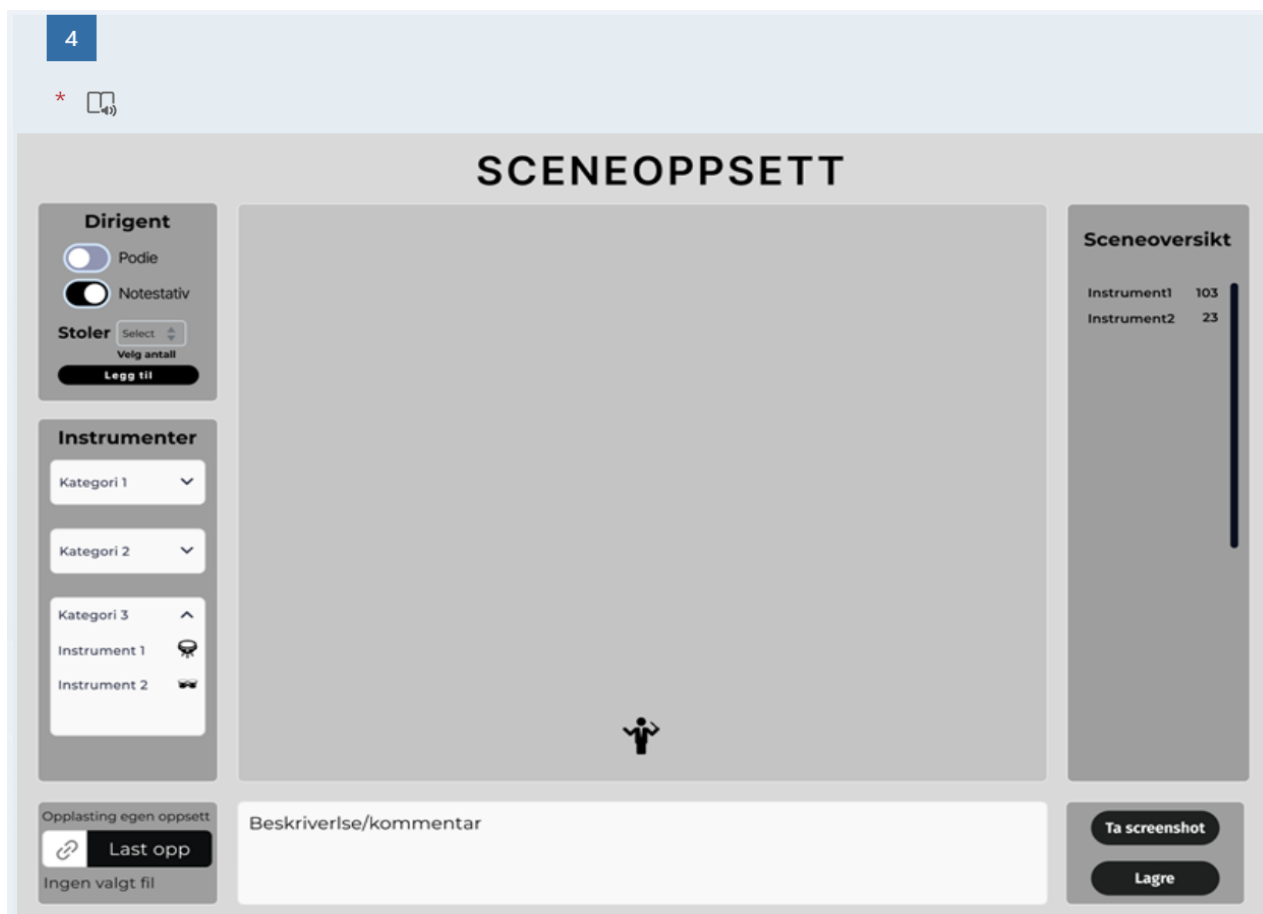 4
*
SCENEOPPSETT
Dirigent
Podie
Notestativ
Stoler Select
Velg antall
Legg til
Instrumenter
Kategori 1
Kategori 2
Kategori 3
Instrument 1
Instrument 2
Opplasting egen oppsett
Last opp
Ingen valgt fil
Beskriverlse/kommentar
Sceneoversikt
Instrument1 103
Instrument2 23
Ta screenshot
Lagre